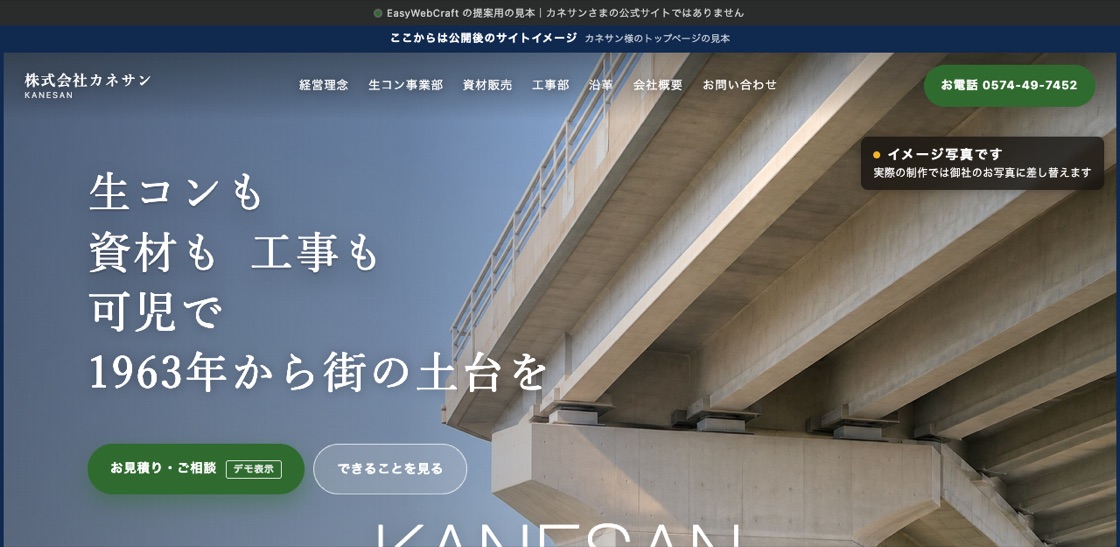 EasyWebCraft の提案用の見本｜カネサンさまの公式サイトではありません
ここからは公開後のサイトイメージ カネサン様のトップページの見本
株式会社カネサン
KANESAN
経営理念 生コン事業部 資材販売 工事部 沿革 会社概要 お問い合わせ
お電話 0574-49-7452
イメージ写真です
実際の制作では御社のお写真に差し替えます
生コンも
資材も 工事も
可児で
1963年から街の土台を
お見積り・ご相談 デモ表示
できることを見る
KANESAN